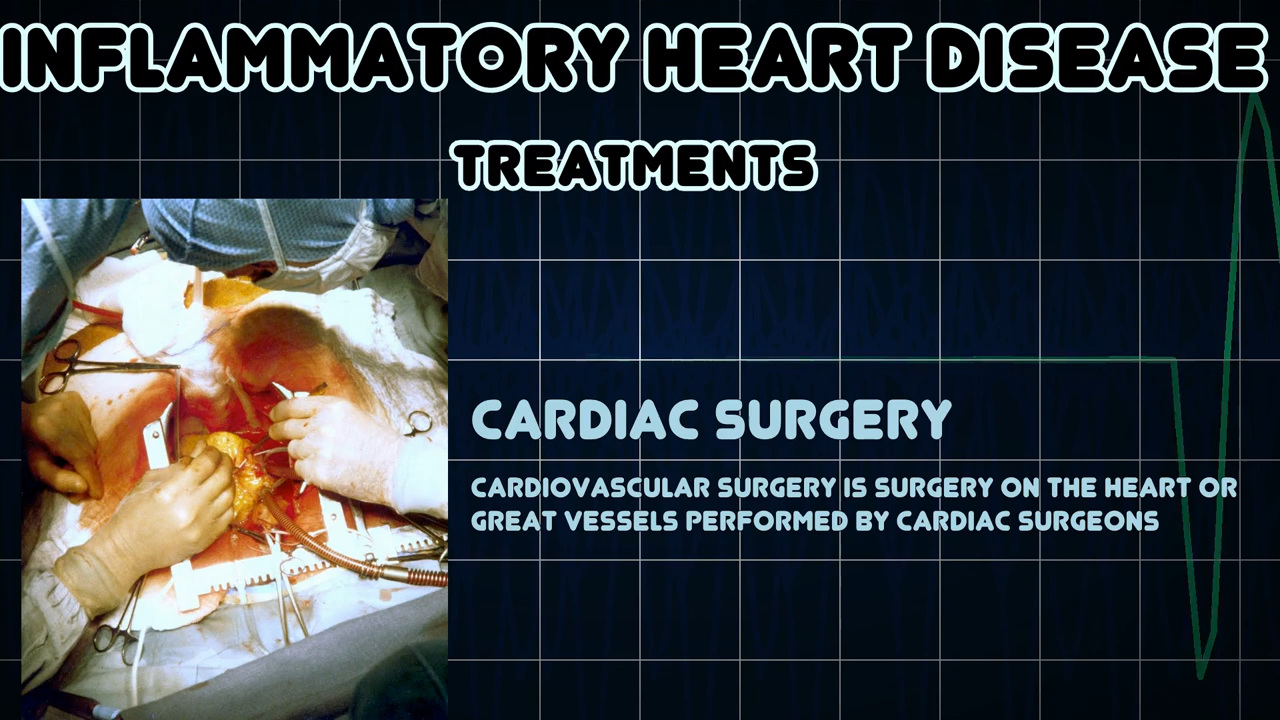 INFLAMMATORY HEART DISEASE
TREATMENTS
CARDIAC SURGERY
CARDIOVASCULAR SURGERY IS SURGERY ON THE HEART OR
GREAT VESSELS PERFORMED BY CARDIAC SURGEONS